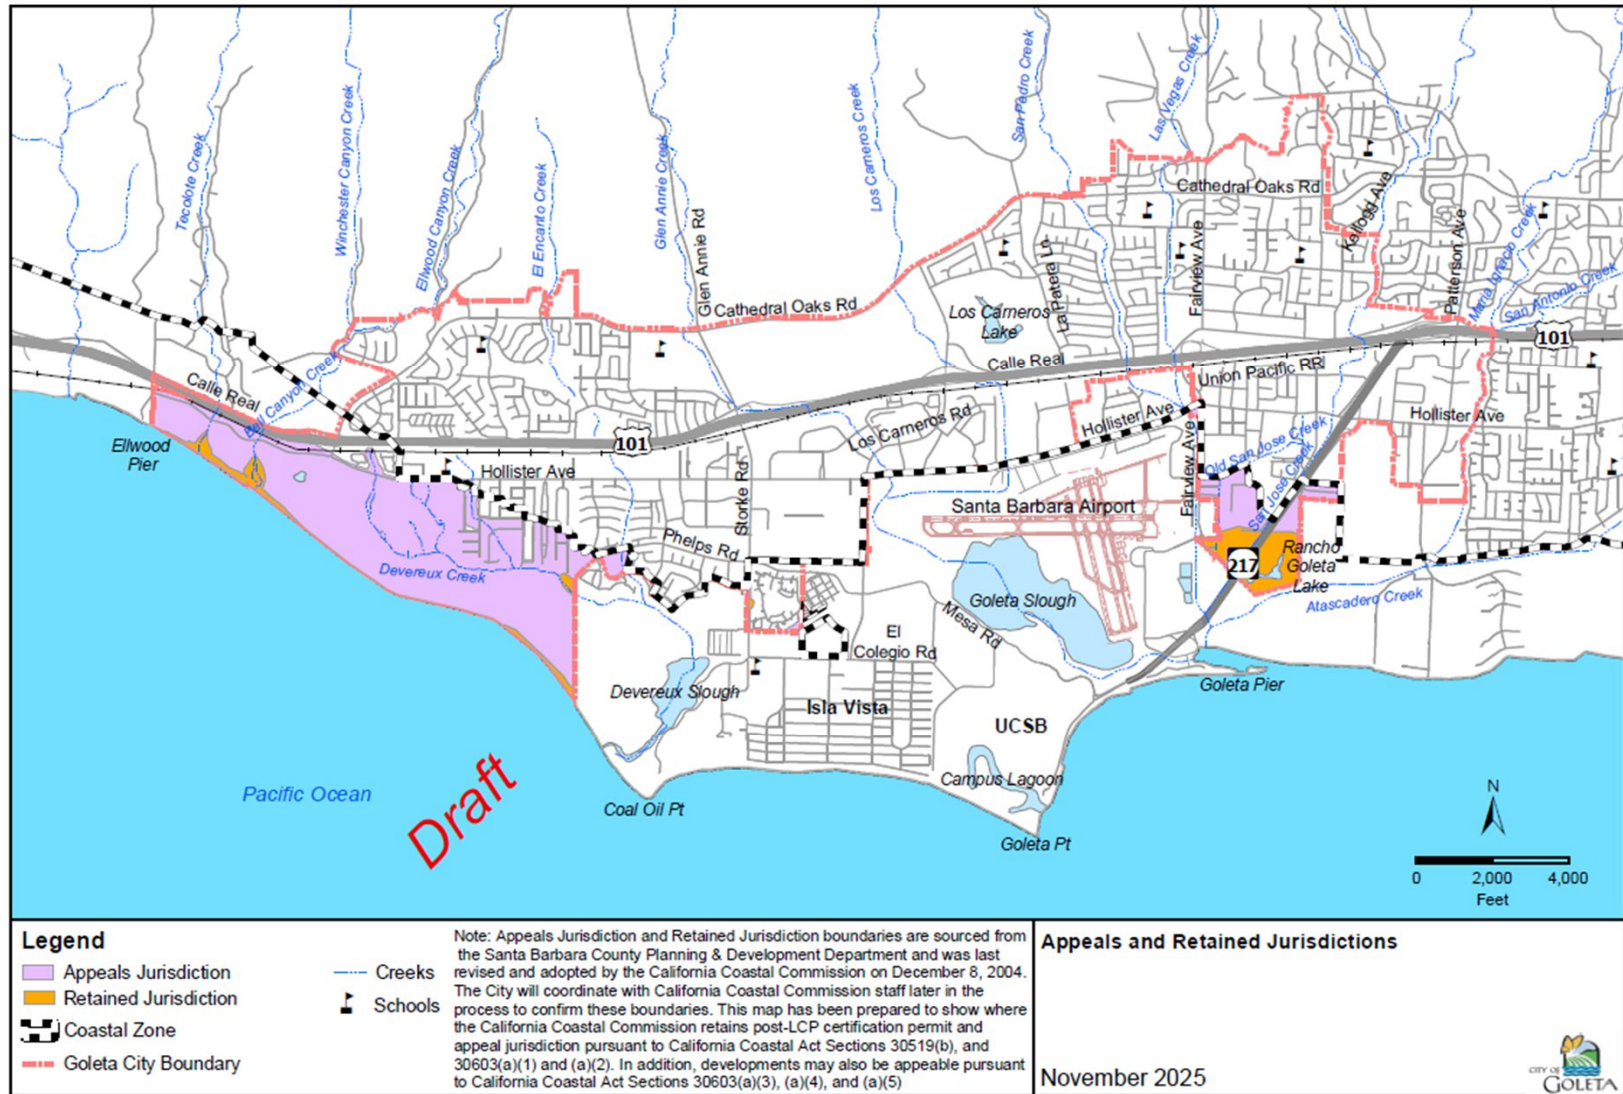 Tecolote Creek
Winchester Canyon Creek
Ellwood Canyon Creek
El Encanto Creek
Glen Annie Creek
Glen Annie Rd
Los Carneros Creek
San Pedro Creek
Las Vegas Creek
Cathedral Oaks Rd
Kellogg Ave
Patterson Ave
Maria Ignacio Creek
San Antonio Creek
Fairview Ave
La Patera Ln
Los Carneros
Lake
Cathedral Oaks Rd
Calle Real
101
Union Pacific RR
Calle Real
Bell Canyon Creek
Ellwood
Pier
101
Hollister Ave
Los Carneros Rd
Hollister Ave
Hollister Ave
Old San Jose Creek
San Jose Creek
Fairview Ave
Storke Rd
Santa Barbara Airport
Phelps Rd
Devereux Creek
217
Rancho
Goleta
Lake
Atascadero Creek
Goleta Slough
Mesa Rd
El
Colegio Rd
Devereux Slough
Goleta Pier
Isla Vista
UCSB
Campus Lagoon
Pacific Ocean
Draft
Coal Oil Pt
Goleta Pt
N
0 2,000 4,000
Feet
Legend
Appeals Jurisdiction
Retained Jurisdiction
Coastal Zone
Goleta City Boundary
Creeks
Schools
Note: Appeals Jurisdiction and Retained Jurisdiction boundaries are sourced from
the Santa Barbara County Planning & Development Department and was last
revised and adopted by the California Coastal Commission on December 8, 2004.
The City will coordinate with California Coastal Commission staff later in the
process to confirm these boundaries. This map has been prepared to show where
the California Coastal Commission retains post-LCP certification permit and
appeal jurisdiction pursuant to California Coastal Act Sections 30519(b), and
30603(a)(1) and (a)(2). In addition, developments may also be appeable pursuant
to California Coastal Act Sections 30603(a)(3), (a)(4), and (a)(5)
Appeals and Retained Jurisdictions
November 2025
CITY OF
GOLETA